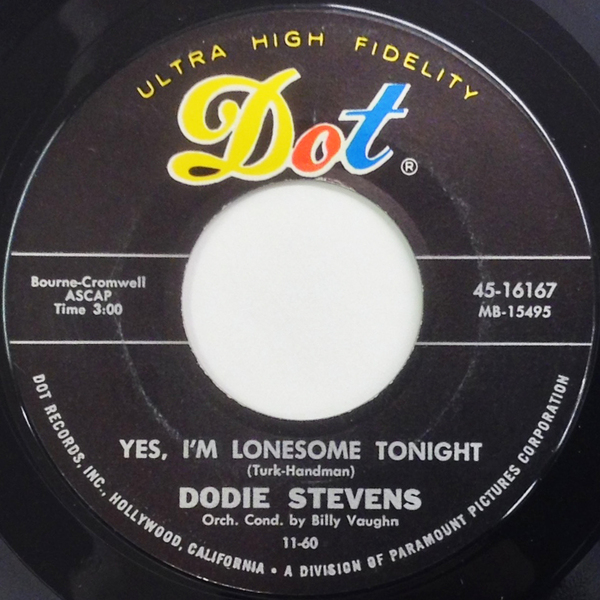 ULTRA HIGH FIDELITY
Dot®
Bourne-Cromwell
ASCAP
Time 3:00
45-16167
MB-15495
YES, I'M LONESOME TONIGHT
(Turk-Handman)
DODIE STEVENS
Orch. Cond. by Billy Vaughn
11-60
DOT RECORDS, INC., HOLLYWOOD, CALIFORNIA • A DIVISION OF PARAMOUNT PICTURES CORPORATION